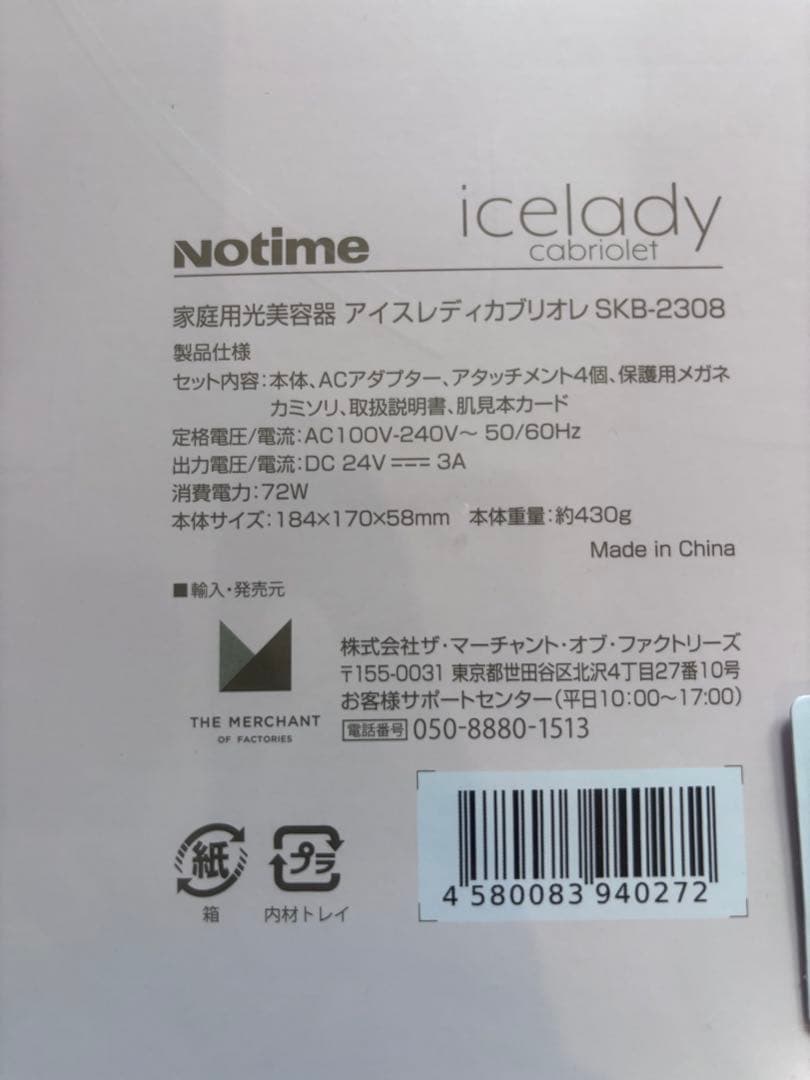 Notime
icelady
cabriolet
家庭用光美容器 アイスレディカブリオレ SKB-2308
製品仕様
セット内容：本体、ACアダプター、アタッチメント4個、保護用メガネ
カミソリ、取扱説明書、肌見本カード
定格電圧/電流：AC100V-240V～ 50/60Hz
出力電圧/電流：DC 24V ⎓ 3A
消費電力：72W
本体サイズ：184×170×58mm 本体重量：約430g
Made in China
■輸入・発売元
株式会社ザ・マーチャント・オブ・ファクトリーズ
〒155-0031 東京都世田谷区北沢4丁目27番10号
お客様サポートセンター（平日10：00～17：00）
電話番号 050-8880-1513
THE MERCHANT
OF FACTORIES
紙
箱
プラ
内材トレイ
4 580083 940272